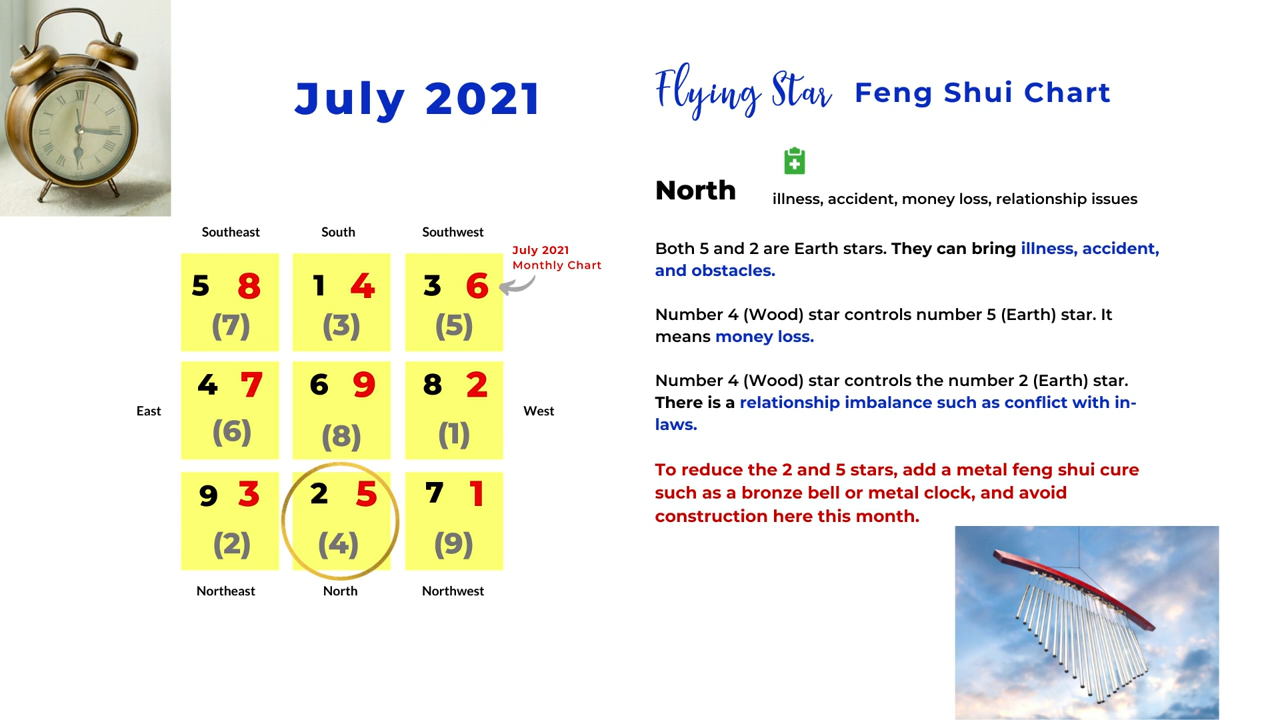 July 2021
Flying Star Feng Shui Chart
North
illness, accident, money loss, relationship issues
Southeast South Southwest
July 2021
Monthly Chart
5 8 1 4 3 6
(7) (3) (5)
4 7 6 9 8 2
East West
(6) (8) (1)
9 3 2 5 7 1
(2) (4) (9)
Northeast North Northwest
Both 5 and 2 are Earth stars. They can bring illness, accident,
and obstacles.
Number 4 (Wood) star controls number 5 (Earth) star. It
means money loss.
Number 4 (Wood) star controls the number 2 (Earth) star.
There is a relationship imbalance such as conflict with in-
laws.
To reduce the 2 and 5 stars, add a metal feng shui cure
such as a bronze bell or metal clock, and avoid
construction here this month.